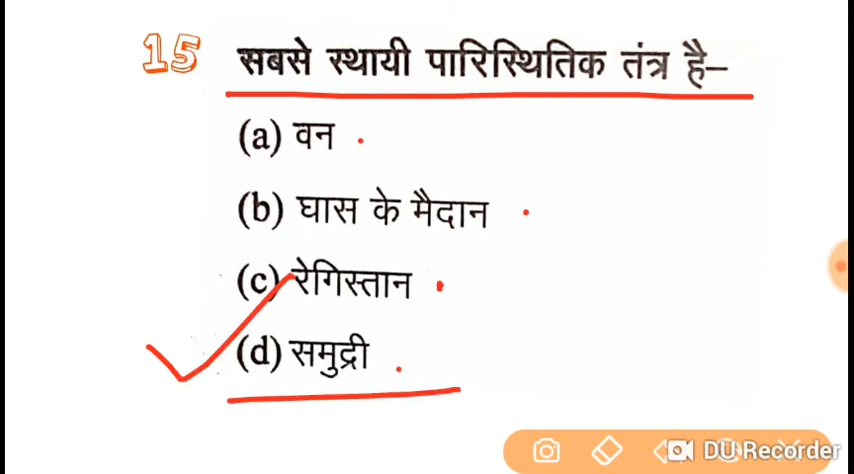 15 सबसे स्थायी पारिस्थितिक तंत्र है–
(a) वन
(b) घास के मैदान
(c) रेगिस्तान
(d) समुद्री
DU Recorder